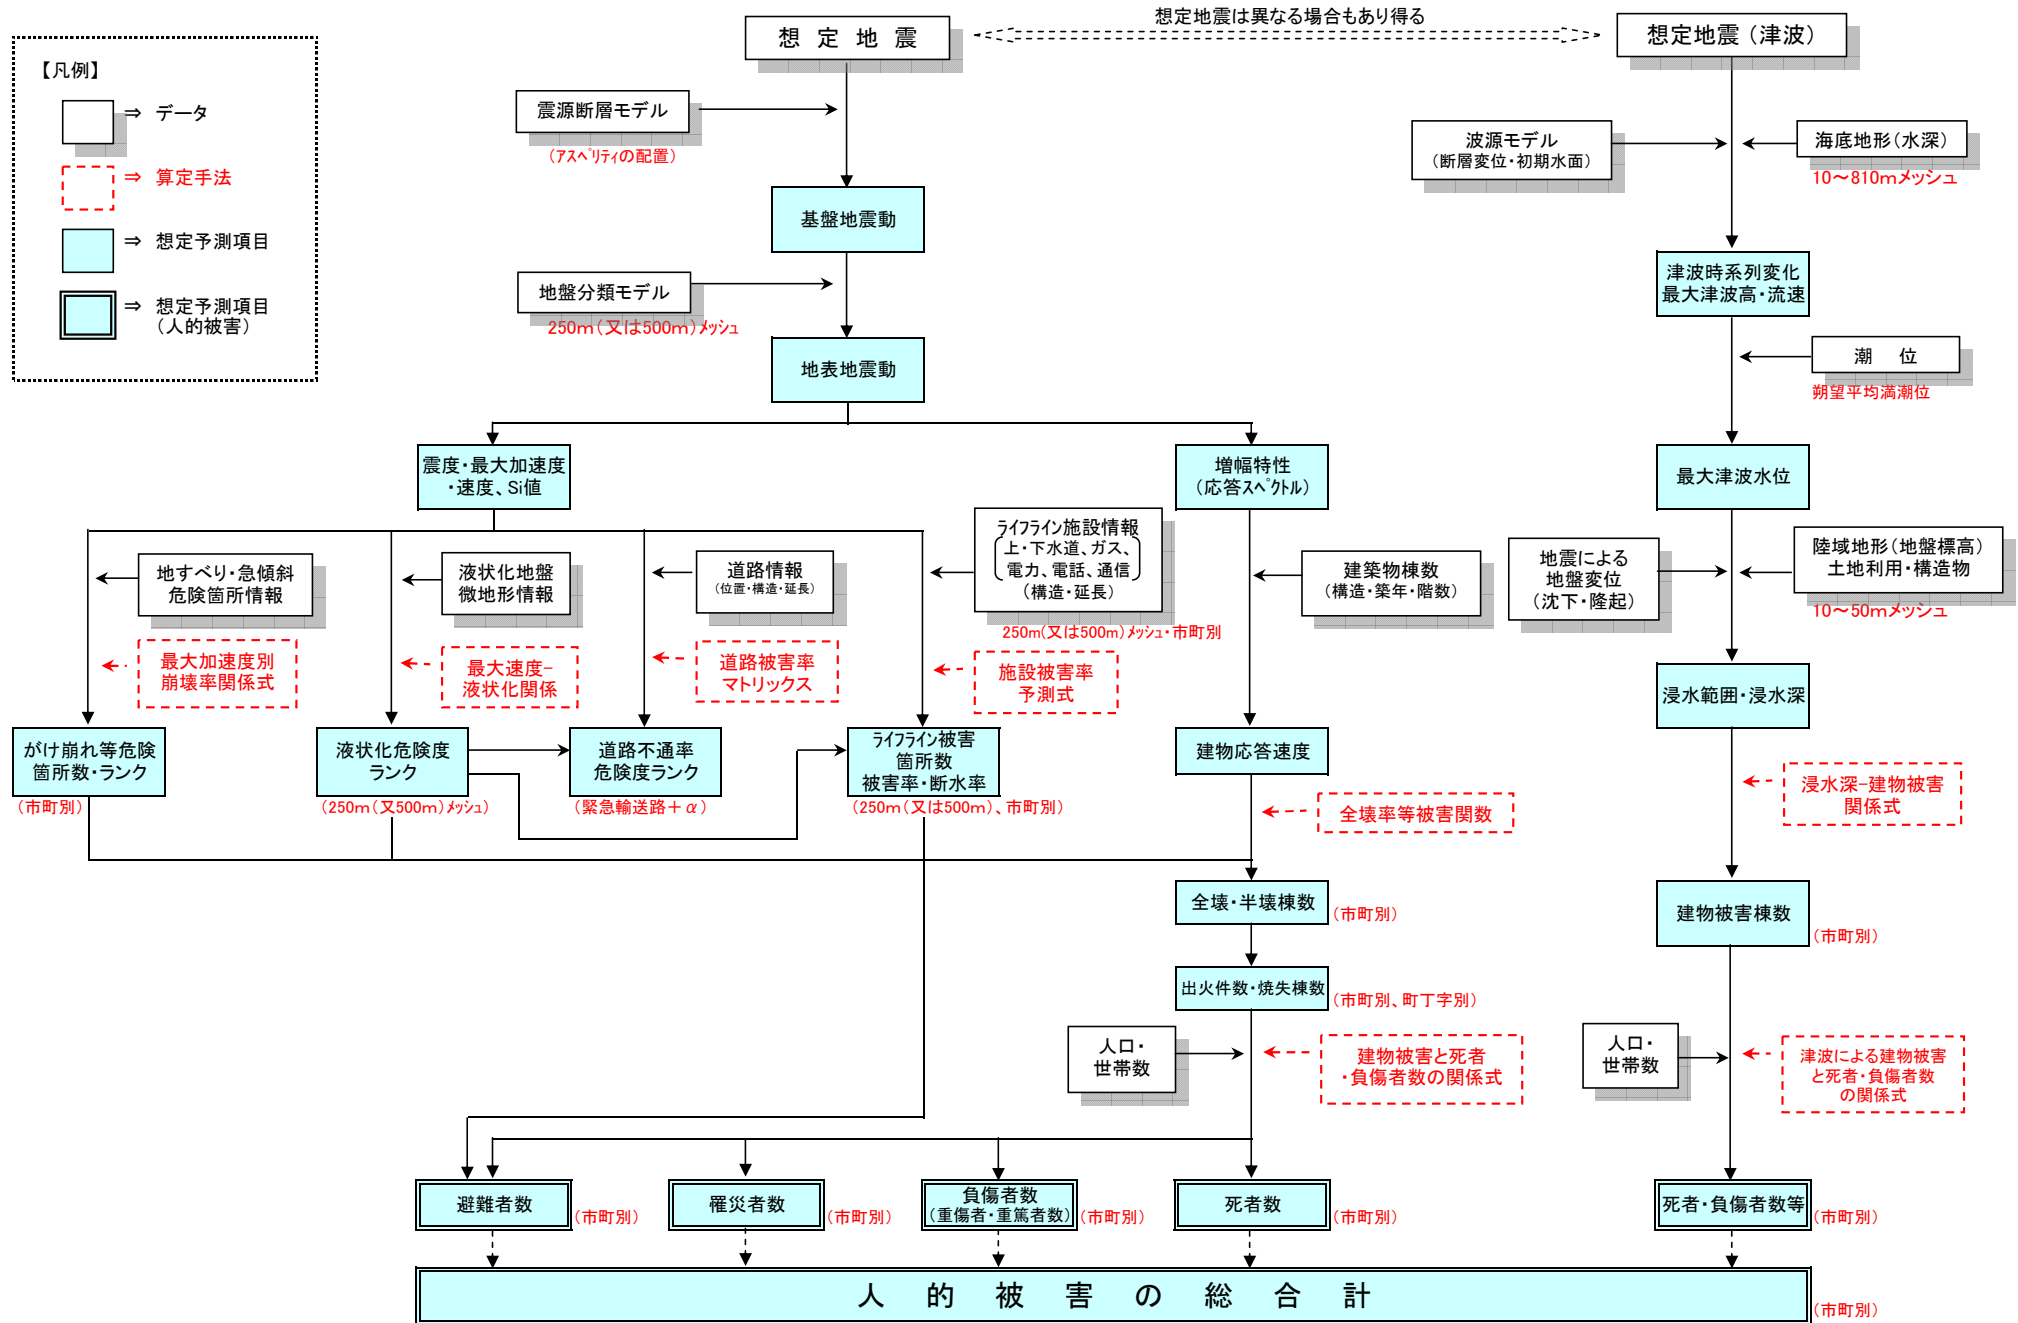 想定地震は異なる場合もあり得る
想 定 地 震
想定地震（津波）
【凡例】
⇒ データ
⇒ 算定手法
⇒ 想定予測項目
⇒ 想定予測項目
（人的被害）
震源断層モデル
（アスペリティの配置）
波源モデル
（断層変位・初期水面）
海底地形（水深）
10～810mメッシュ
基盤地震動
地盤分類モデル
250m（又は500m）メッシュ
津波時系列変化
最大津波高・流速
地表地震動
潮 位
朔望平均満潮位
震度・最大加速度
・速度、Si値
増幅特性
（応答スペクトル）
最大津波水位
地すべり・急傾斜
危険箇所情報
液状化地盤
微地形情報
道路情報
（位置・構造・延長）
ライフライン施設情報
上・下水道、ガス、
電力、電話、通信
（構造・延長）
250m（又は500m）メッシュ・市町別
建築物棟数
（構造・築年・階数）
地震による
地盤変位
（沈下・隆起）
陸域地形（地盤標高）
土地利用・構造物
10～50mメッシュ
最大加速度別
崩壊率関係式
最大速度－
液状化関係
道路被害率
マトリックス
施設被害率
予測式
浸水範囲・浸水深
がけ崩れ等危険
箇所数・ランク
（市町別）
液状化危険度
ランク
（250m（又500m）メッシュ）
道路不通率
危険度ランク
（緊急輸送路＋α）
ライフライン被害
箇所数
被害率・断水率
（250m（又は500m）、市町別）
建物応答速度
全壊率等被害関数
浸水深－建物被害
関係式
全壊・半壊棟数
（市町別）
建物被害棟数
（市町別）
出火件数・焼失棟数
（市町別、町丁字別）
人口・
世帯数
建物被害と死者
・負傷者数の関係式
人口・
世帯数
津波による建物被害
と死者・負傷者数
の関係式
避難者数
（市町別）
罹災者数
（市町別）
負傷者数
（重傷者・重篤者数）
（市町別）
死者数
（市町別）
死者・負傷者数等
（市町別）
人 的 被 害 の 総 合 計
（市町別）